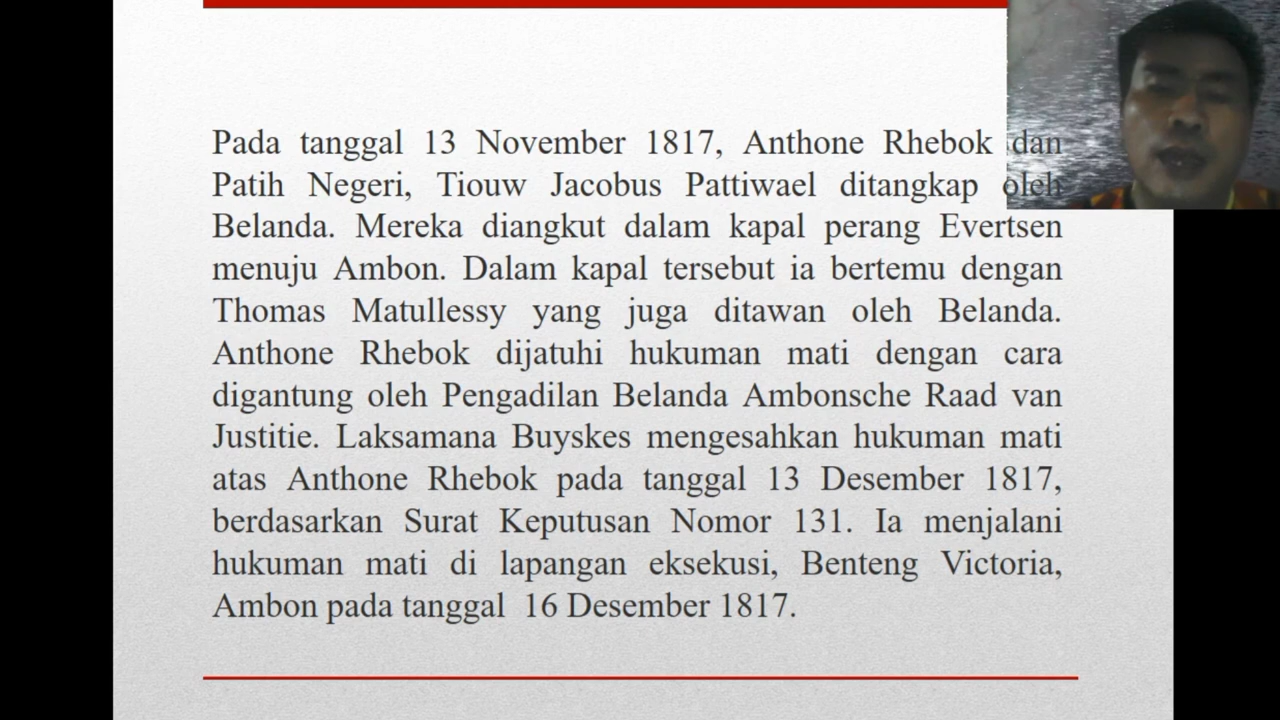 Pada tanggal 13 November 1817, Anthone Rhebok dan
Patih Negeri, Tiouw Jacobus Pattiwael ditangkap oleh
Belanda. Mereka diangkut dalam kapal perang Evertsen
menuju Ambon. Dalam kapal tersebut ia bertemu dengan
Thomas Matullessy yang juga ditawan oleh Belanda.
Anthone Rhebok dijatuhi hukuman mati dengan cara
digantung oleh Pengadilan Belanda Ambonsche Raad van
Justitie. Laksamana Buyskes mengesahkan hukuman mati
atas Anthone Rhebok pada tanggal 13 Desember 1817,
berdasarkan Surat Keputusan Nomor 131. Ia menjalani
hukuman mati di lapangan eksekusi, Benteng Victoria,
Ambon pada tanggal  16 Desember 1817.